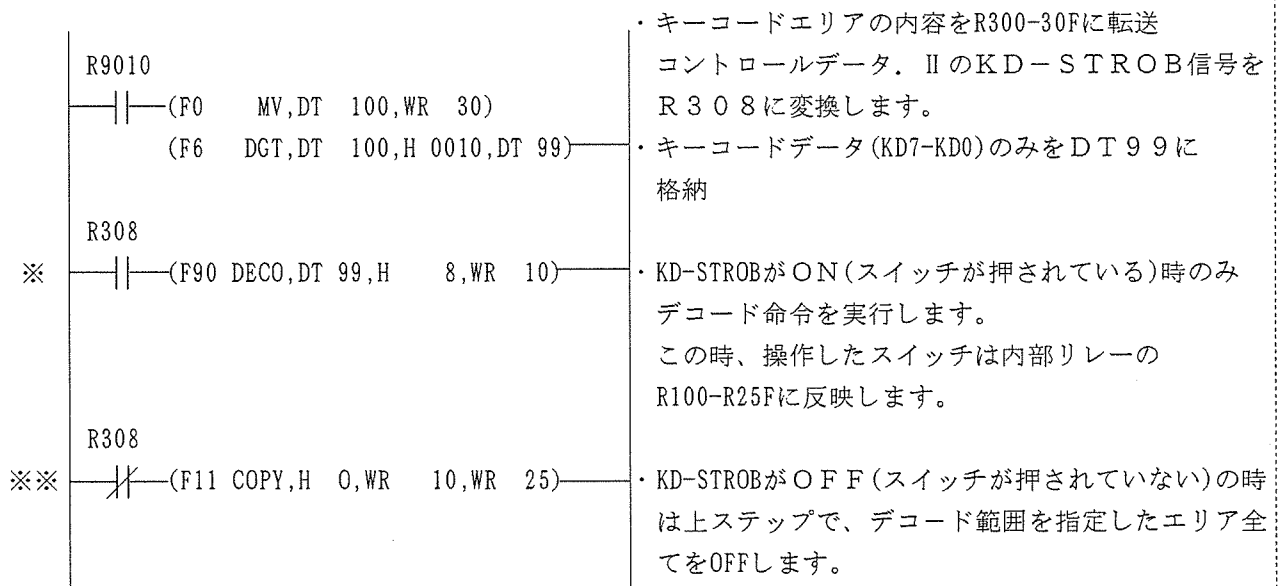 ・キーコードエリアの内容をR300-30Fに転送
R9010
コントロールデータ．ⅡのKD－ＳＴＲＯＢ信号を
(F0 MV,DT 100,WR 30)
Ｒ３０８に変換します。
(F6 DGT,DT 100,H 0010,DT 99)
・キーコードデータ(KD7-KD0)のみをＤＴ９９に
格納
R308
※
(F90 DECO,DT 99,H 8,WR 10)
・KD-STROBがＯＮ(スイッチが押されている)時のみ
デコード命令を実行します。
この時、操作したスイッチは内部リレーの
R100-R25Fに反映します。
R308
※※
(F11 COPY,H 0,WR 10,WR 25)
・KD-STROBがＯＦＦ(スイッチが押されていない)の時
は上ステップで、デコード範囲を指定したエリア全
てをOFFします。